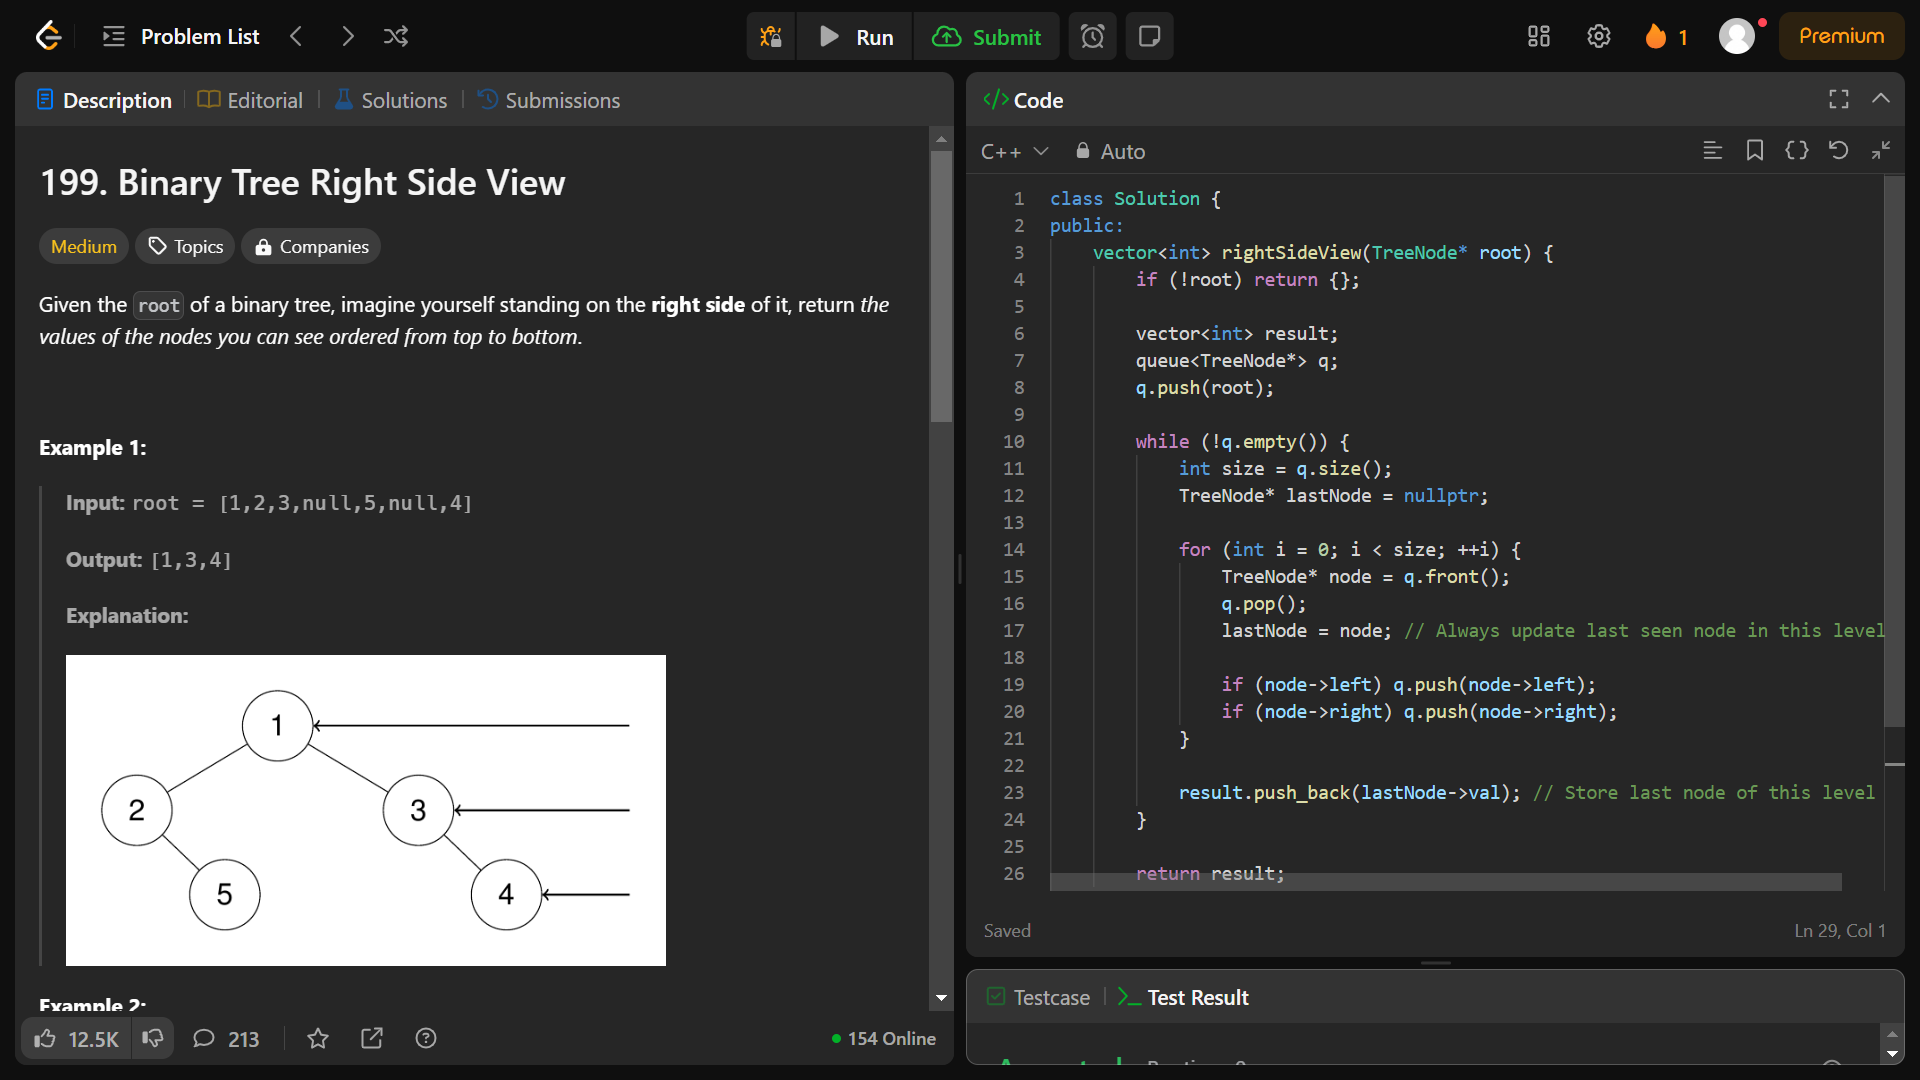 Problem List
Run
Submit
1
Premium
Description
Editorial
Solutions
Submissions
199. Binary Tree Right Side View
Medium
Topics
Companies
Given the root of a binary tree, imagine yourself standing on the right side of it, return the
values of the nodes you can see ordered from top to bottom.
Example 1:
Input: root = [1,2,3,null,5,null,4]
Output: [1,3,4]
Explanation:
1
2
3
5
4
Example 2:
12.5K
213
154 Online
</> Code
C++
Auto
1 class Solution {
2 public:
3 vector<int> rightSideView(TreeNode* root) {
4 if (!root) return {};
5
6 vector<int> result;
7 queue<TreeNode*> q;
8 q.push(root);
9
10 while (!q.empty()) {
11 int size = q.size();
12 TreeNode* lastNode = nullptr;
13
14 for (int i = 0; i < size; ++i) {
15 TreeNode* node = q.front();
16 q.pop();
17 lastNode = node; // Always update last seen node in this level
18
19 if (node->left) q.push(node->left);
20 if (node->right) q.push(node->right);
21 }
22
23 result.push_back(lastNode->val); // Store last node of this level
24 }
25
26 return result;
Saved
Ln 29, Col 1
Testcase
Test Result